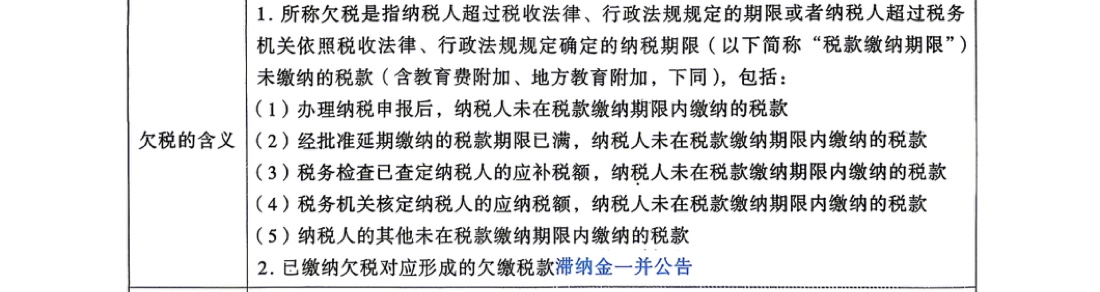 1. 所称欠税是指纳税人超过税收法律、行政法规规定的期限或者纳税人超过税务
机关依照税收法律、行政法规规定确定的纳税期限（以下简称“税款缴纳期限”）
未缴纳的税款（含教育费附加、地方教育附加，下同），包括：
（1）办理纳税申报后，纳税人未在税款缴纳期限内缴纳的税款
欠税的含义
（2）经批准延期缴纳的税款期限已满，纳税人未在税款缴纳期限内缴纳的税款
（3）税务检查已查定纳税人的应补税额，纳税人未在税款缴纳期限内缴纳的税款
（4）税务机关核定纳税人的应纳税额，纳税人未在税款缴纳期限内缴纳的税款
（5）纳税人的其他未在税款缴纳期限内缴纳的税款
2. 已缴纳欠税对应形成的欠缴税款滞纳金一并公告